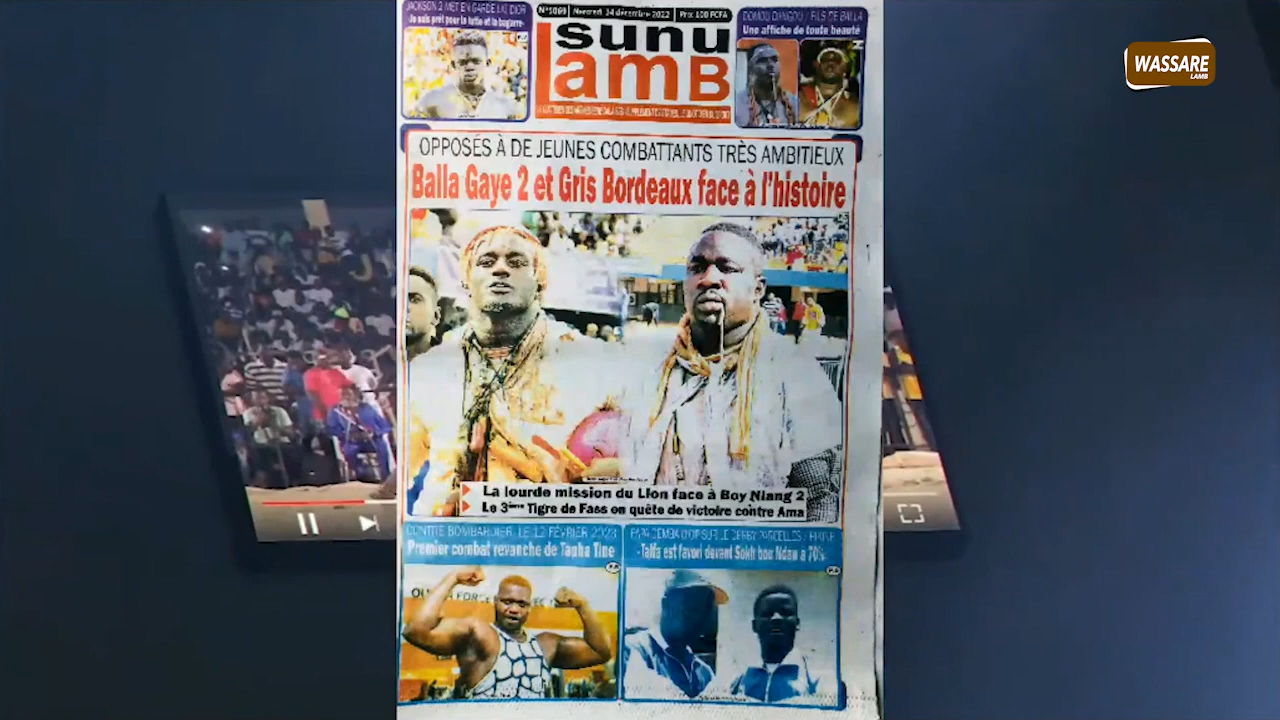 JACKSON 2 MET EN GARDE LAC DIOR
Je suis prêt pour la lutte et la bagarre
N°5069 Mercredi 14 décembre 2022 Prix 100 FCFA
sunu
lamb
DOMOU DANGOU / FILS DE BALLA
Une affiche de toute beauté
WASSARE
LAMB
OPPOSÉS À DE JEUNES COMBATTANTS TRÈS AMBITIEUX
Balla Gaye 2 et Gris Bordeaux face à l'histoire
La lourde mission du Lion face à Boy Niang 2
Le 3ème Tigre de Fass en quête de victoire contre Ama
CONTRE BOMBARDIER, LE 12 FÉVRIER 2023
Premier combat revanche de Tapha Tine
-Talfa est favori devant Sokh bou Ndaw à 70%